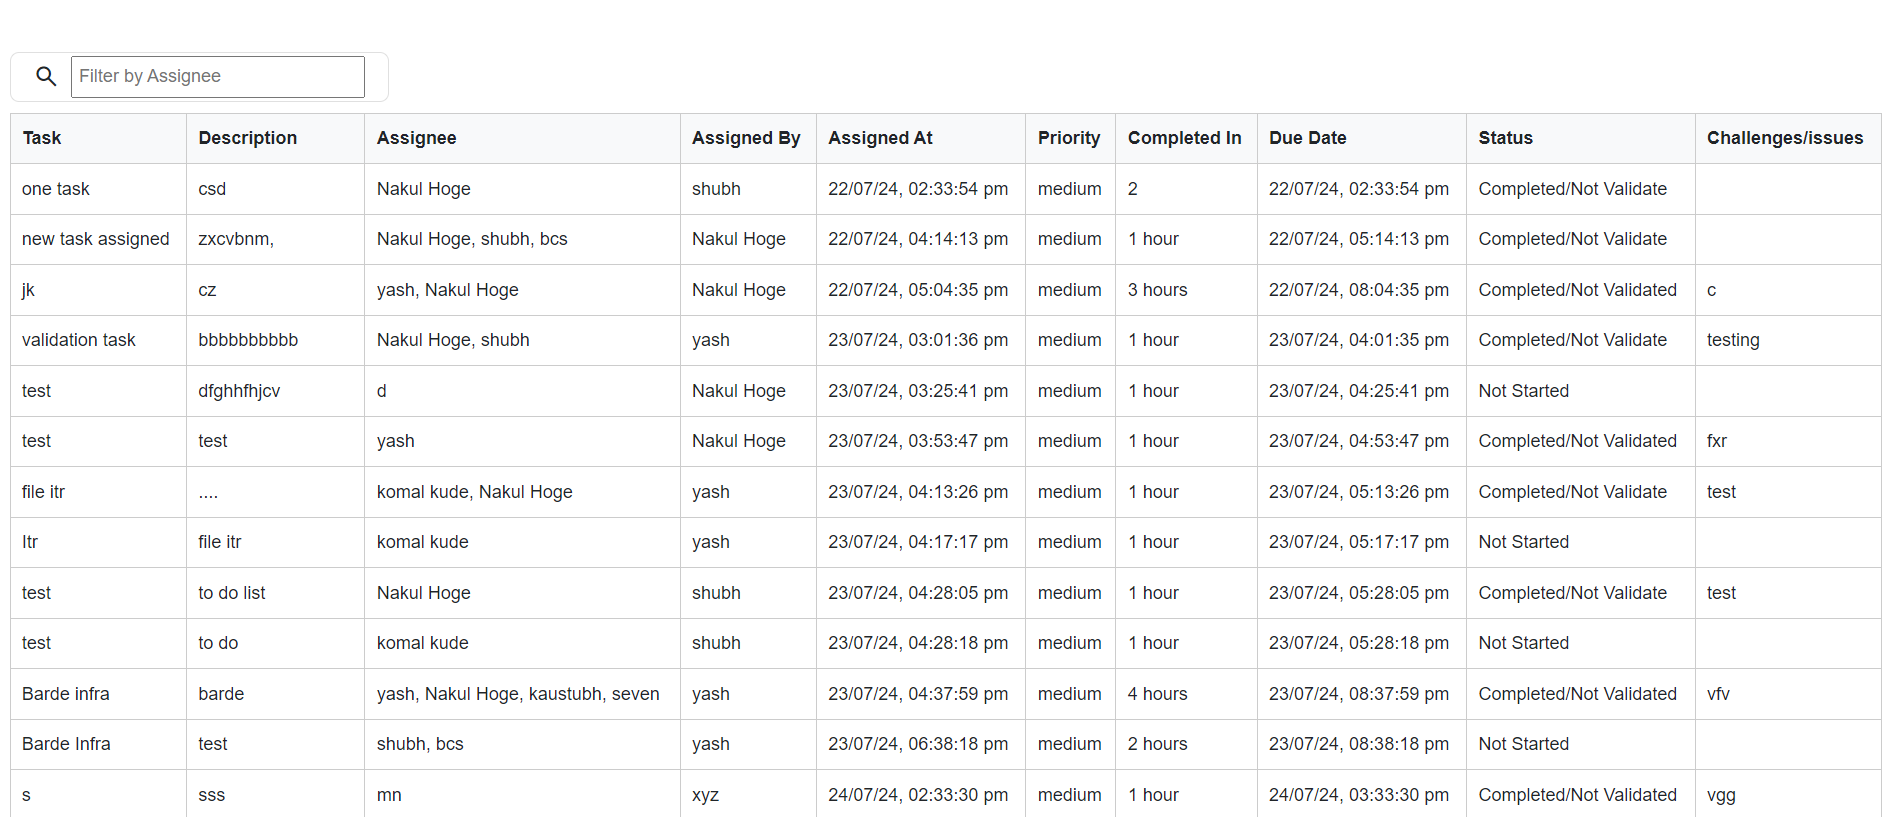 Filter by Assignee
Task Description Assignee Assigned By Assigned At Priority Completed In Due Date Status Challenges/issues
one task csd Nakul Hoge shubh 22/07/24, 02:33:54 pm medium 2 22/07/24, 02:33:54 pm Completed/Not Validate
new task assigned zxcvbnm, Nakul Hoge, shubh, bcs Nakul Hoge 22/07/24, 04:14:13 pm medium 1 hour 22/07/24, 05:14:13 pm Completed/Not Validate
jk cz yash, Nakul Hoge Nakul Hoge 22/07/24, 05:04:35 pm medium 3 hours 22/07/24, 08:04:35 pm Completed/Not Validated c
validation task bbbbbbbbbb Nakul Hoge, shubh yash 23/07/24, 03:01:36 pm medium 1 hour 23/07/24, 04:01:35 pm Completed/Not Validate testing
test dfghhfhjcv d Nakul Hoge 23/07/24, 03:25:41 pm medium 1 hour 23/07/24, 04:25:41 pm Not Started
test test yash Nakul Hoge 23/07/24, 03:53:47 pm medium 1 hour 23/07/24, 04:53:47 pm Completed/Not Validated fxr
file itr .... komal kude, Nakul Hoge yash 23/07/24, 04:13:26 pm medium 1 hour 23/07/24, 05:13:26 pm Completed/Not Validate test
Itr file itr komal kude yash 23/07/24, 04:17:17 pm medium 1 hour 23/07/24, 05:17:17 pm Not Started
test to do list Nakul Hoge shubh 23/07/24, 04:28:05 pm medium 1 hour 23/07/24, 05:28:05 pm Completed/Not Validate test
test to do komal kude shubh 23/07/24, 04:28:18 pm medium 1 hour 23/07/24, 05:28:18 pm Not Started
Barde infra barde yash, Nakul Hoge, kaustubh, seven yash 23/07/24, 04:37:59 pm medium 4 hours 23/07/24, 08:37:59 pm Completed/Not Validated vfv
Barde Infra test shubh, bcs yash 23/07/24, 06:38:18 pm medium 2 hours 23/07/24, 08:38:18 pm Not Started
s sss mn xyz 24/07/24, 02:33:30 pm medium 1 hour 24/07/24, 03:33:30 pm Completed/Not Validated vgg